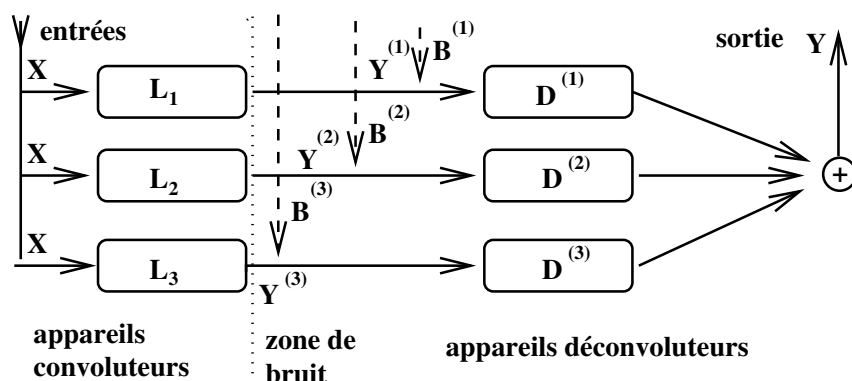 entrées
sortie
X L₁ Y⁽¹⁾ B⁽¹⁾ D⁽¹⁾ Y
X L₂ Y⁽²⁾ B⁽²⁾ D⁽²⁾ +
X L₃ Y⁽³⁾ B⁽³⁾ D⁽³⁾
appareils
convoluteurs
zone de
bruit
appareils déconvoluteurs